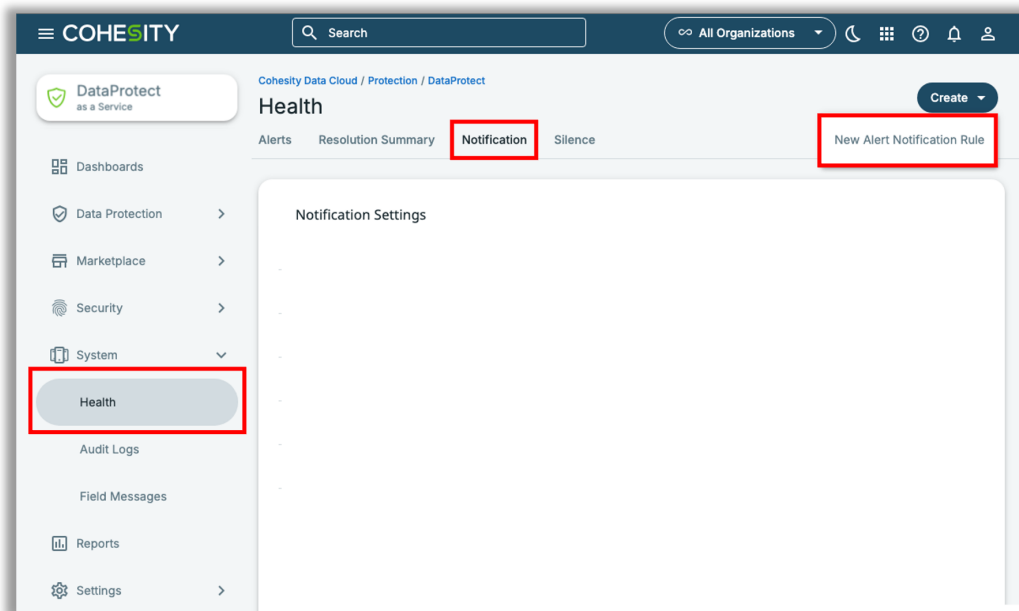 COHESITY
Search
All Organizations
DataProtect
as a Service
Cohesity Data Cloud / Protection / DataProtect
Health
Create
Alerts Resolution Summary Notification Silence
New Alert Notification Rule
Dashboards
Data Protection
Marketplace
Security
System
Health
Audit Logs
Field Messages
Reports
Settings
Notification Settings